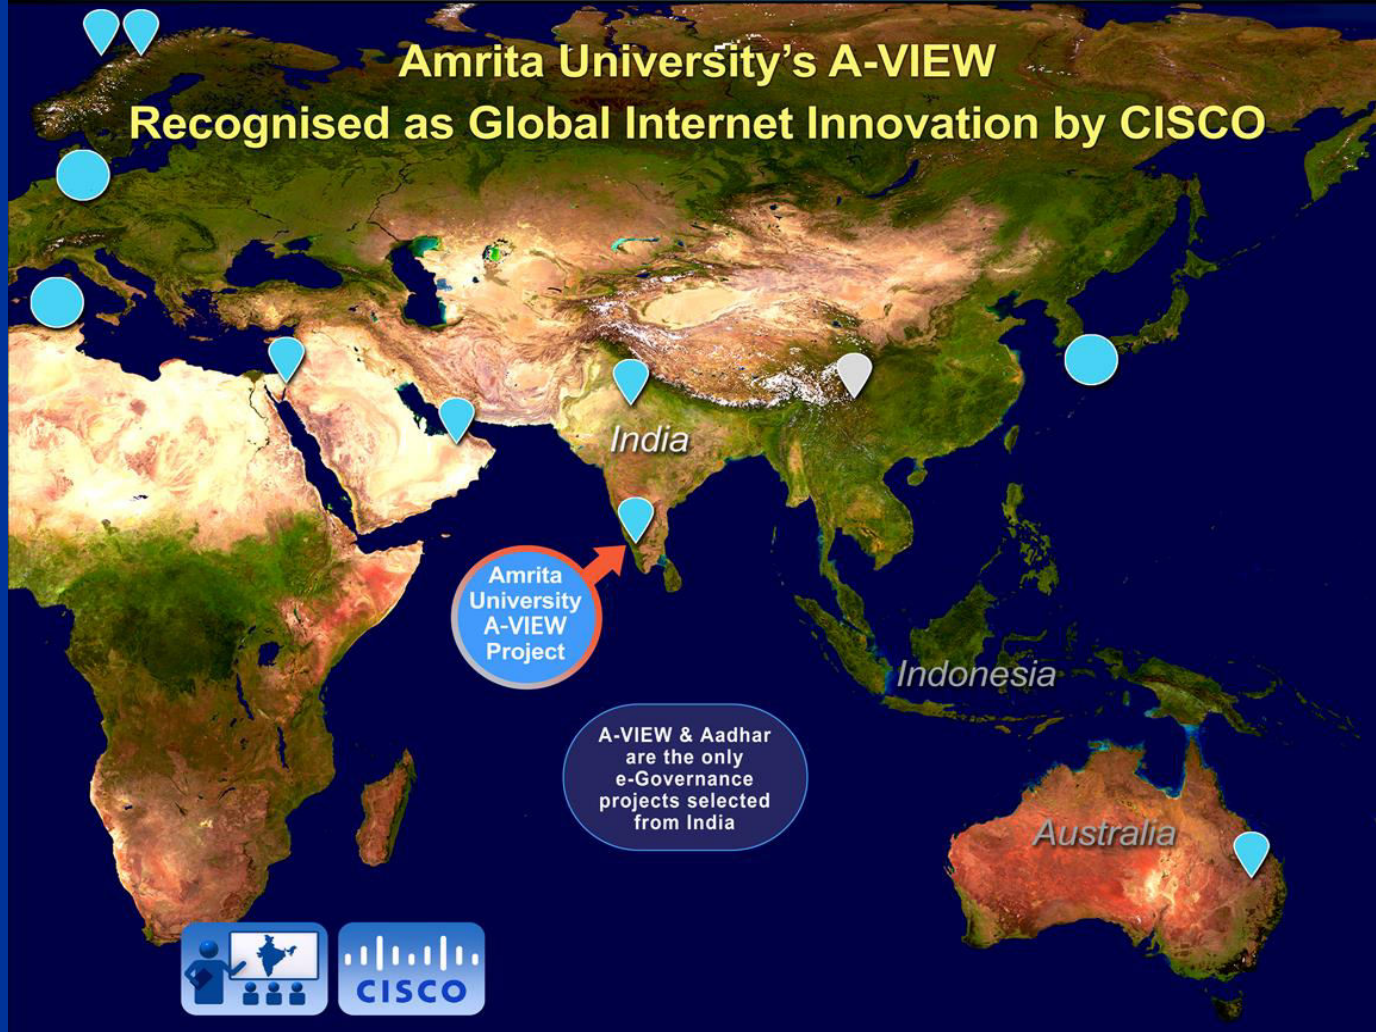 Amrita University's A-VIEW
Recognised as Global Internet Innovation by CISCO
India
Amrita
University
A-VIEW
Project
Indonesia
A-VIEW & Aadhar
are the only
e-Governance
projects selected
from India
Australia
CISCO